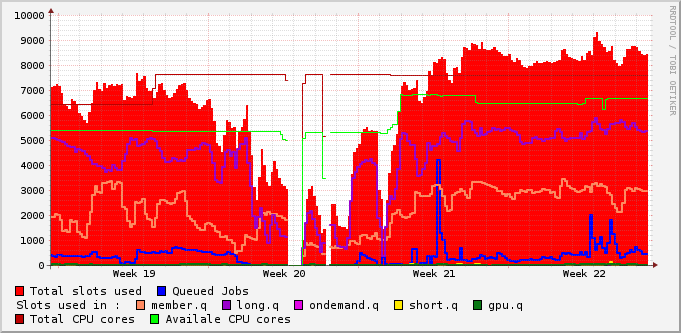 10000
9000
8000
7000
6000
5000
4000
3000
2000
1000
0
Week 19 Week 20 Week 21 Week 22
Total slots used Queued Jobs
Slots used in : member.q long.q ondemand.q short.q gpu.q
Total CPU cores Availale CPU cores
RRDTOOL / TOBI OETIKER